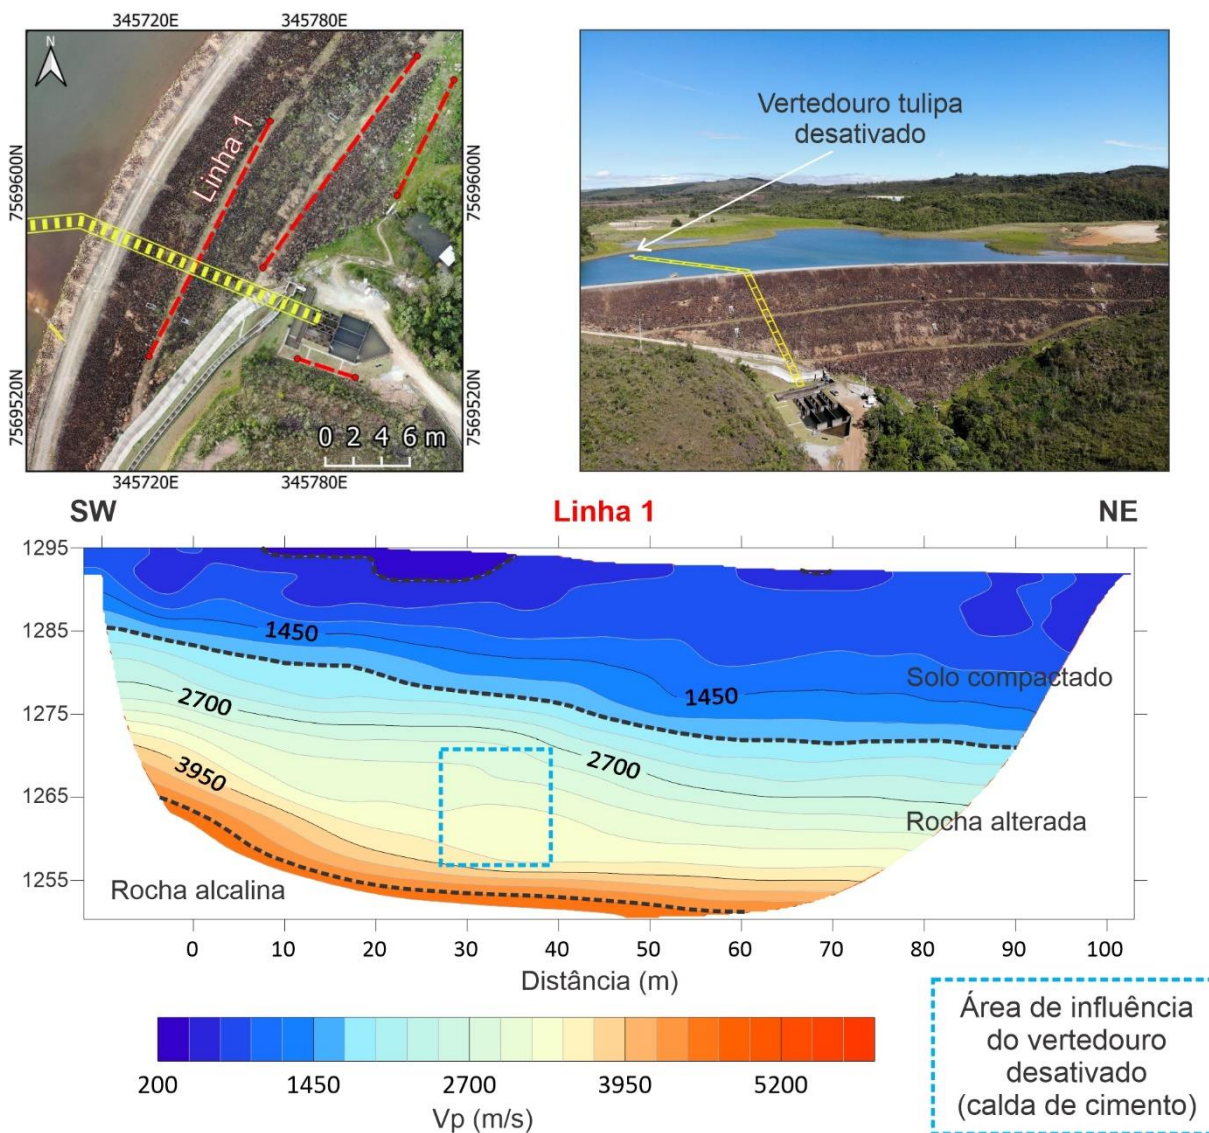 345720E 345780E
N
Linha 1
7569600N
7569600N
7569520N
7569520N
0 2 4 6 m
345720E 345780E
Vertedouro tulipa
desativado
SW
Linha 1
NE
1295
1285
1275
1265
1255
1450
1450
2700
2700
3950
Solo compactado
Rocha alterada
Rocha alcalina
0 10 20 30 40 50 60 70 80 90 100
Distância (m)
200 1450 2700 3950 5200
Vp (m/s)
Área de influência
do vertedouro
desativado
(calda de cimento)